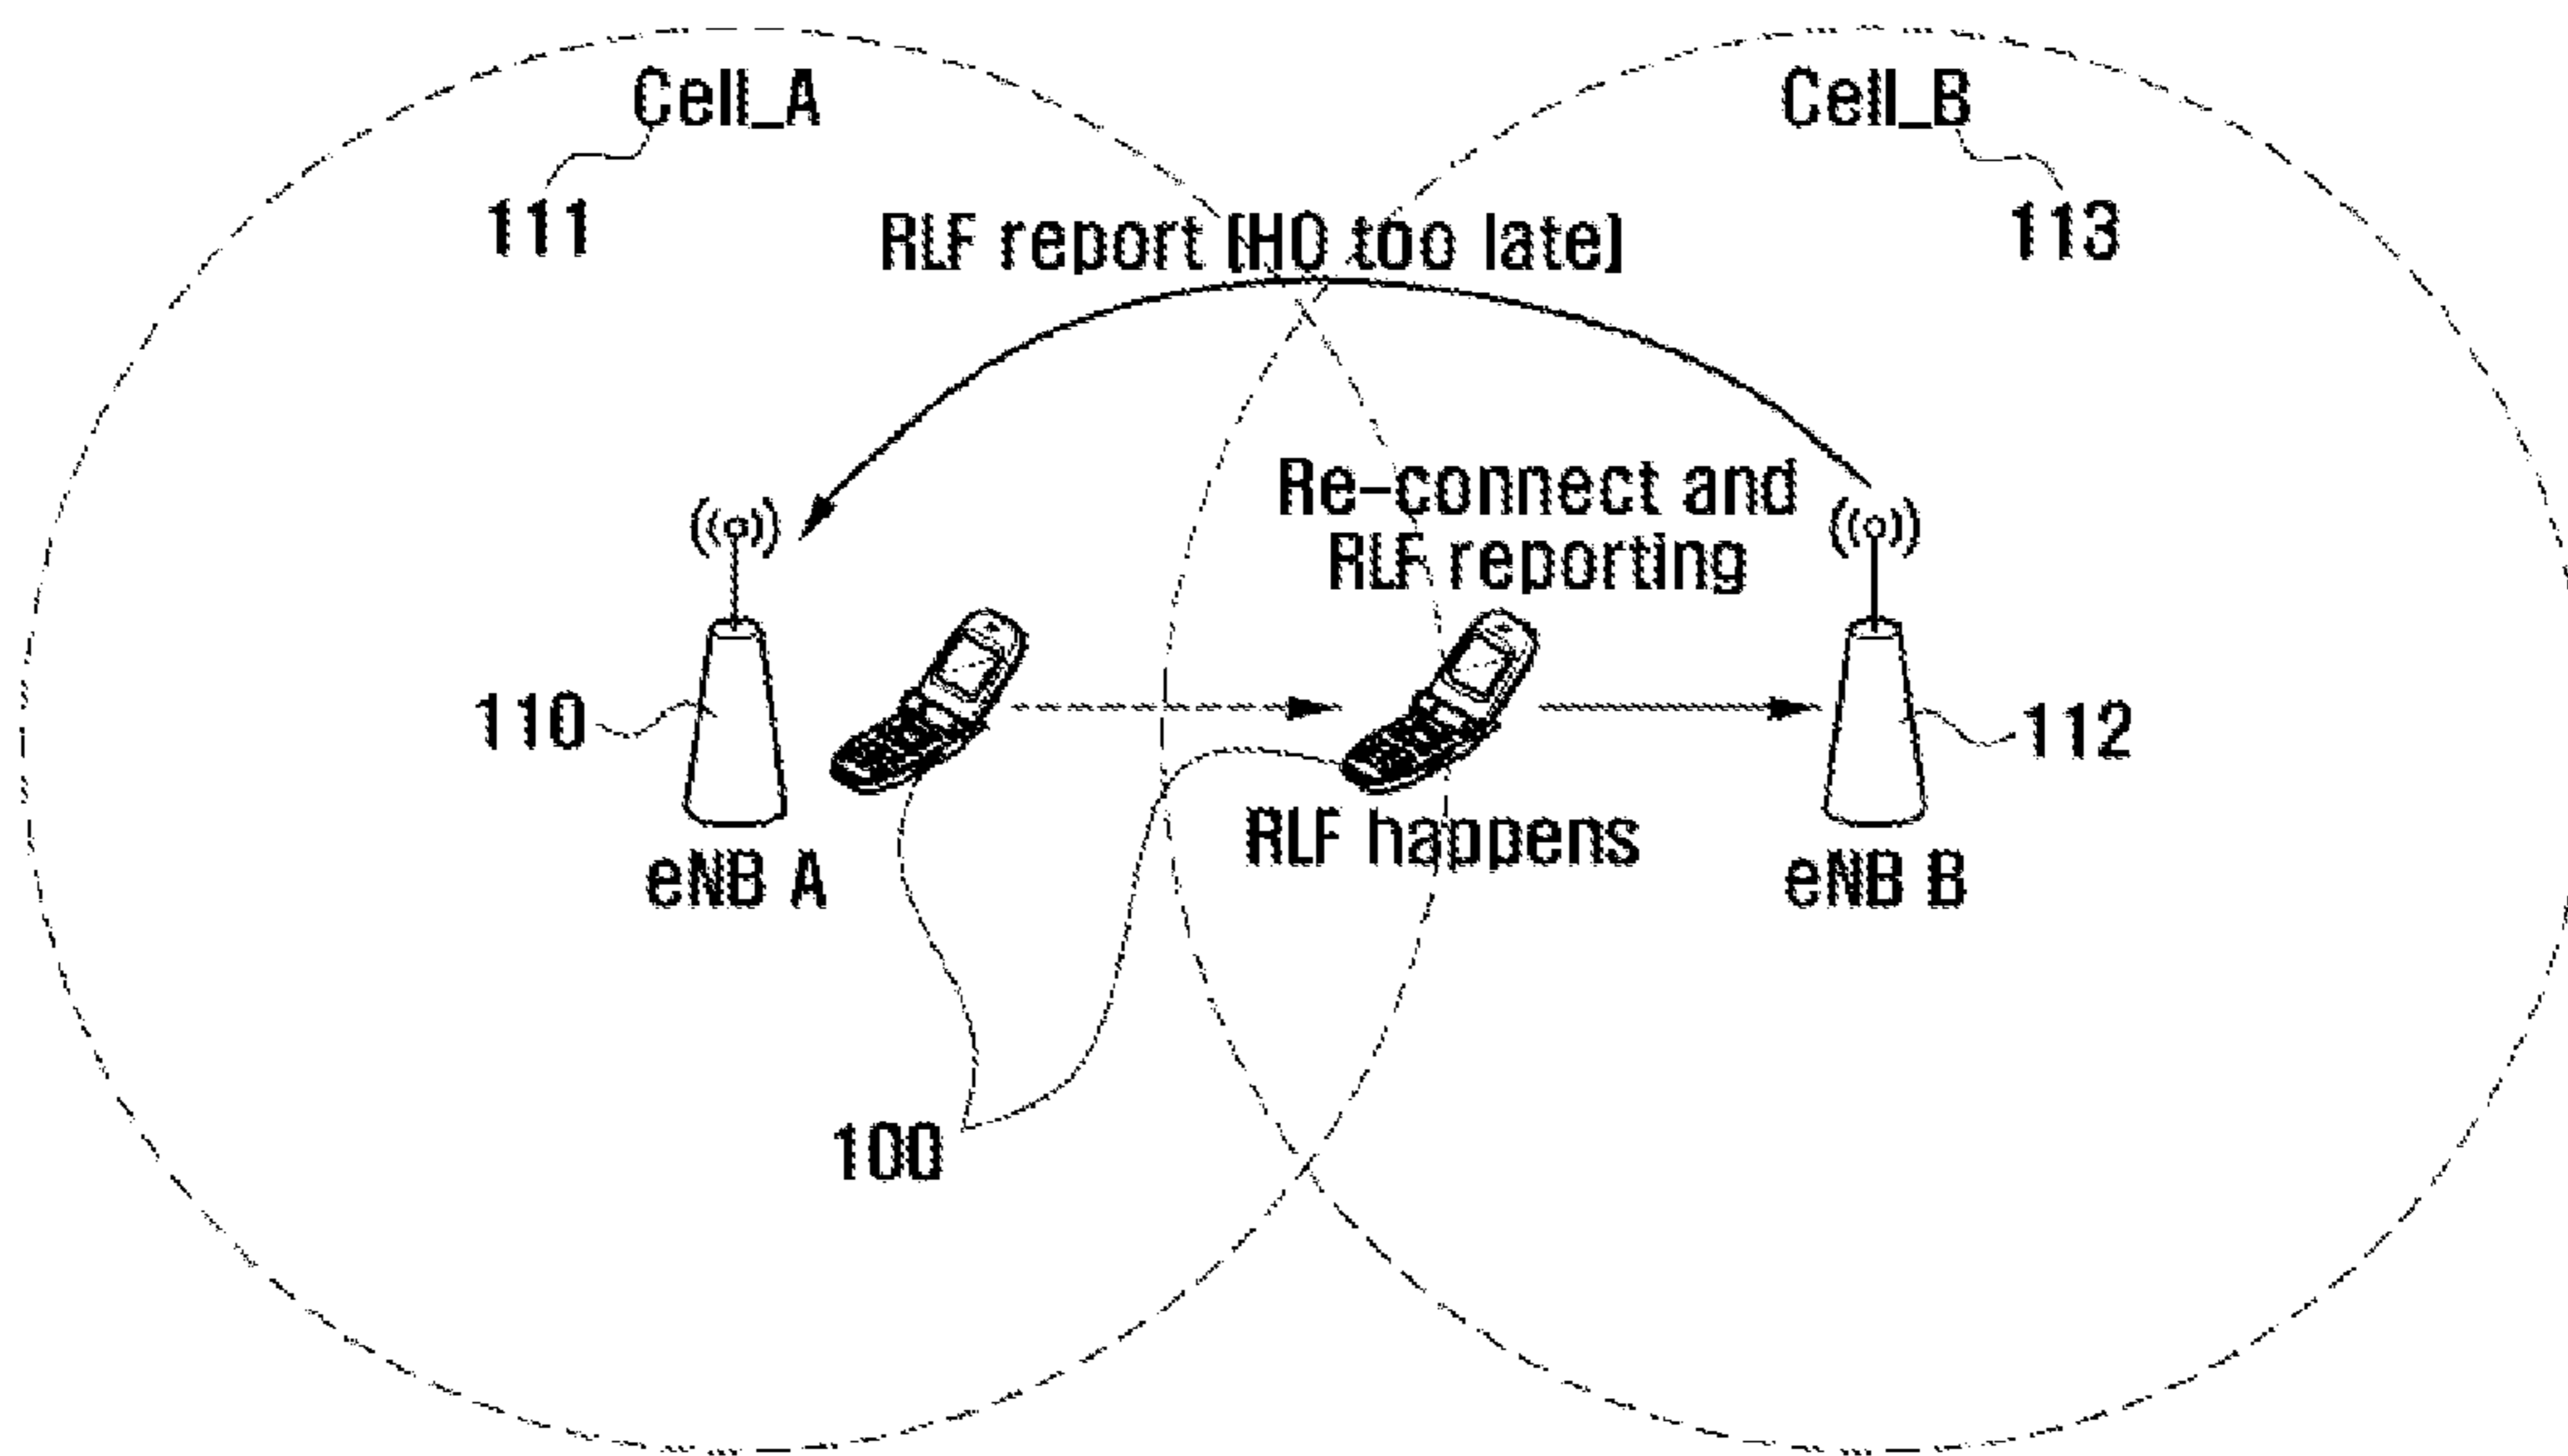 Cell_A
Cell_B
111
113
RLF report (HO too late)
Re-connect and
RLF reporting
110
112
RLF happens
eNB A
eNB B
100